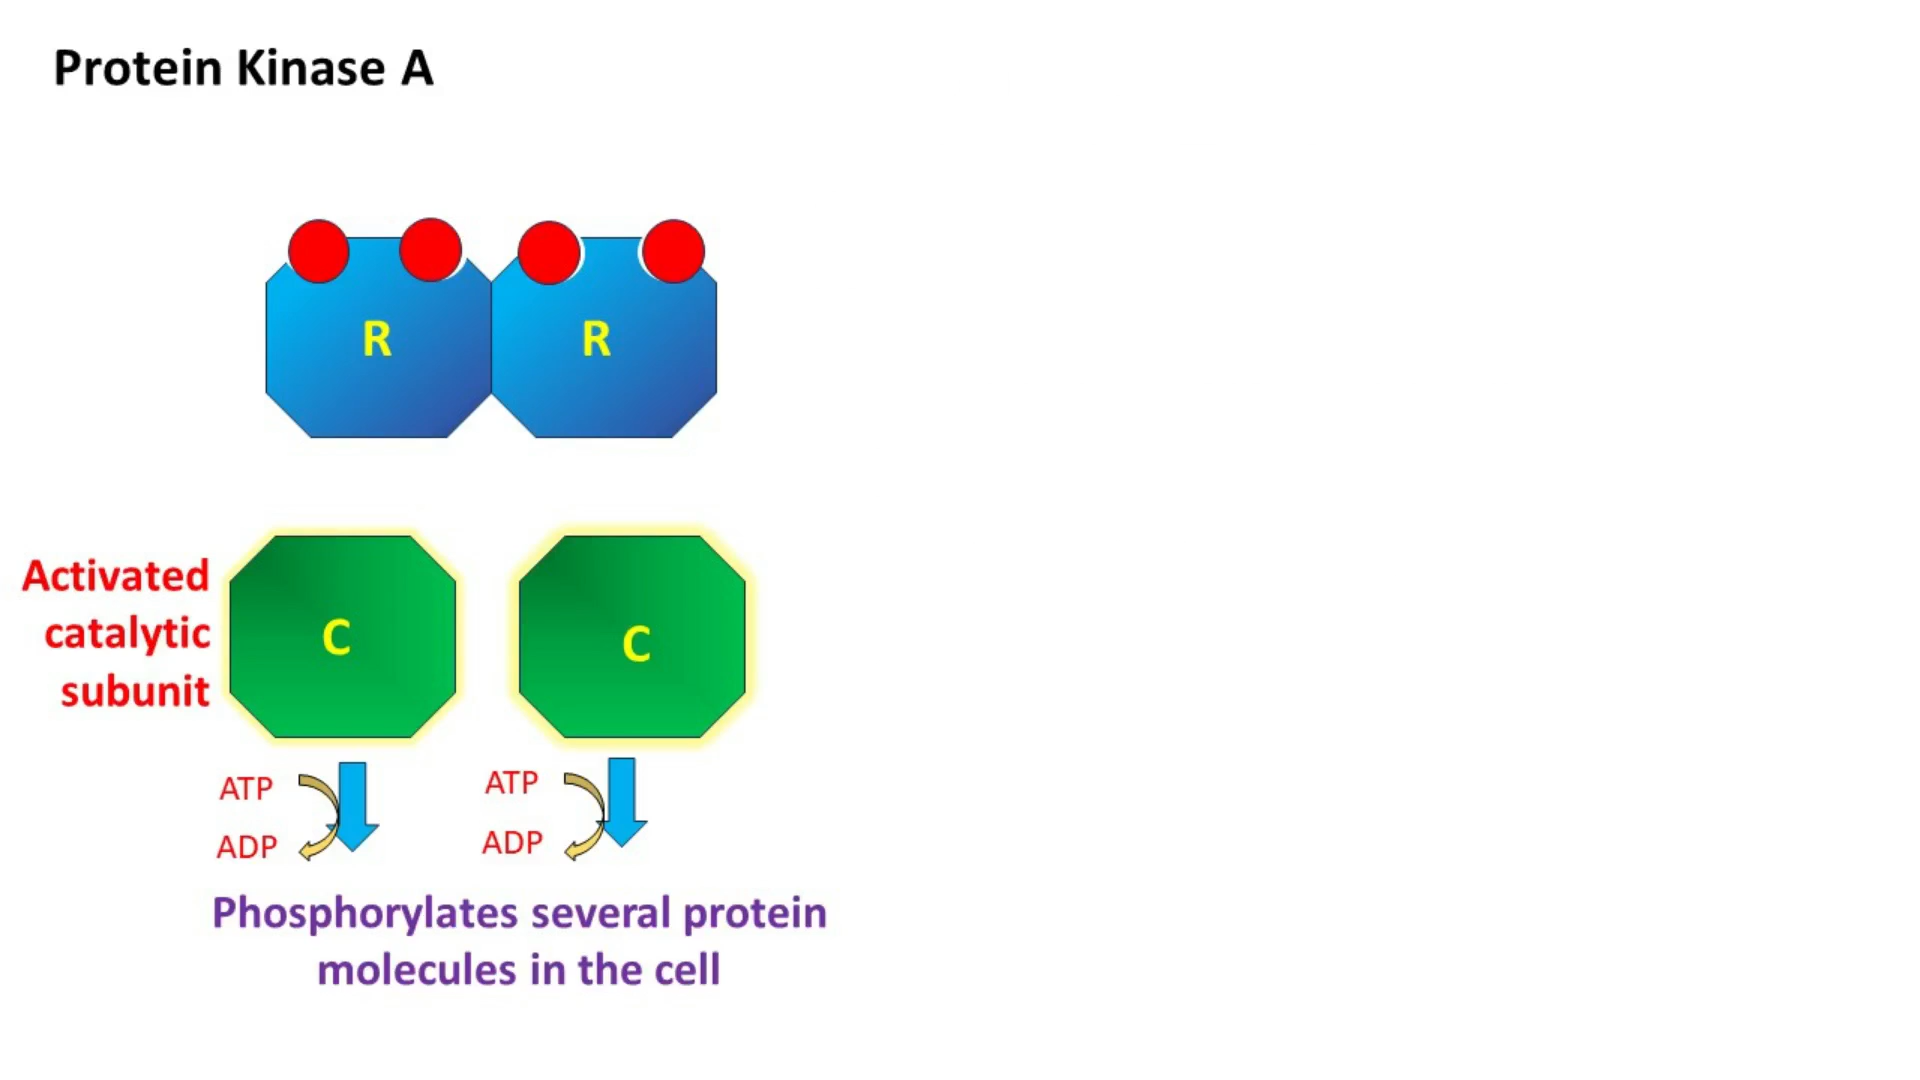 Protein Kinase A
R
R
Activated
catalytic
subunit
C
C
ATP
ADP
ATP
ADP
Phosphorylates several protein
molecules in the cell